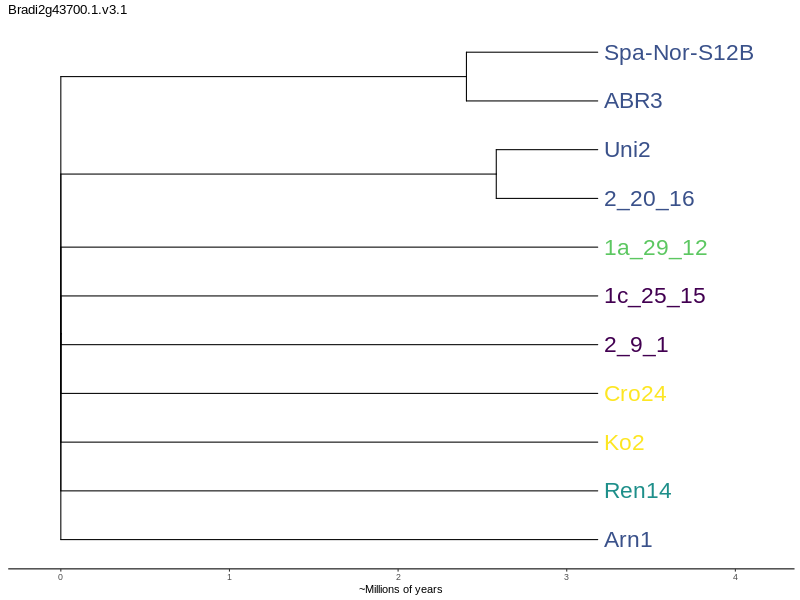 Bradi2g43700.1.v3.1
Spa-Nor-S12B
ABR3
Uni2
2_20_16
1a_29_12
1c_25_15
2_9_1
Cro24
Ko2
Ren14
Arn1
0 1 2 3 4
~Millions of years